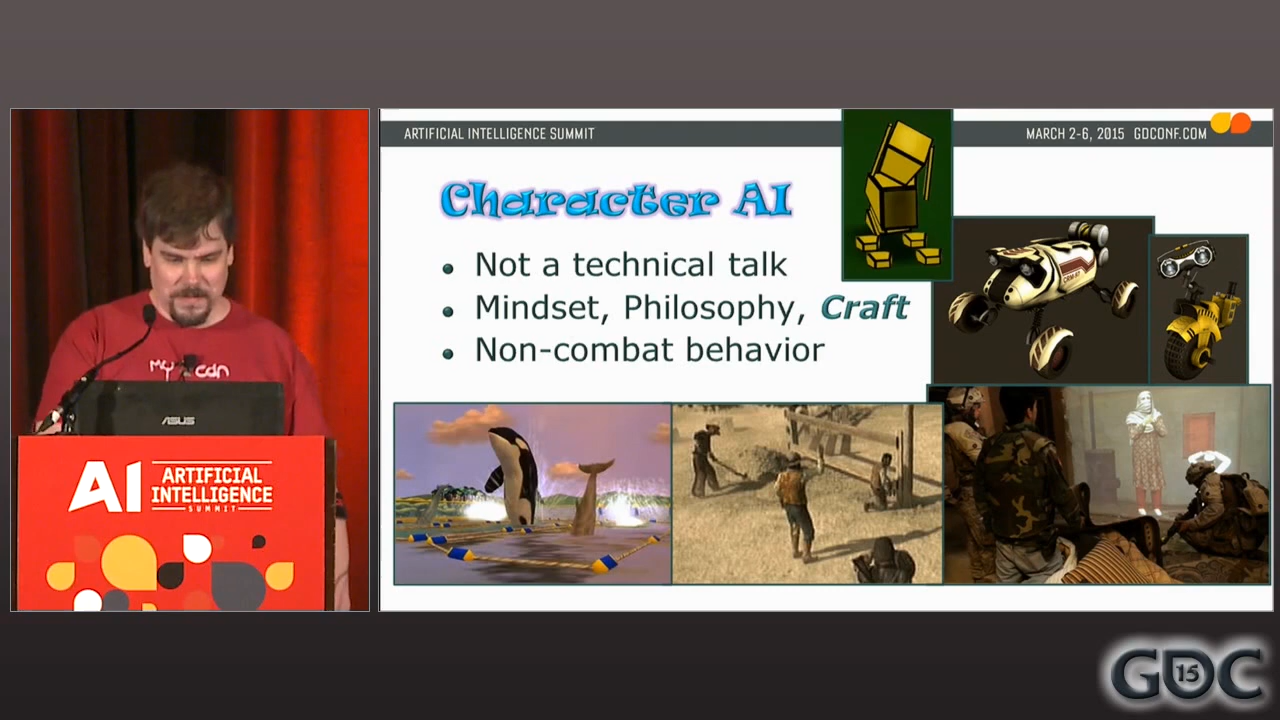 ARTIFICIAL INTELLIGENCE SUMMIT
MARCH 2-6, 2015 GDCONF.COM
Character AI
• Not a technical talk
• Mindset, Philosophy, Craft
• Non-combat behavior
ASUS
AI ARTIFICIAL
INTELLIGENCE
SUMMIT
GDC 15